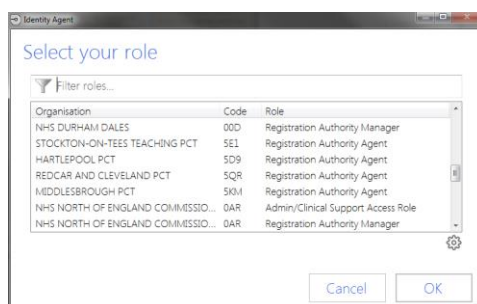 Identity Agent
Select your role
Filter roles...
Organisation Code Role
NHS DURHAM DALES 00D Registration Authority Manager
STOCKTON-ON-TEES TEACHING PCT 5E1 Registration Authority Agent
HARTLEPOOL PCT 5D9 Registration Authority Agent
REDCAR AND CLEVELAND PCT 5QR Registration Authority Agent
MIDDLESBROUGH PCT 5KM Registration Authority Agent
NHS NORTH OF ENGLAND COMMISSIO... 0AR Admin/Clinical Support Access Role
NHS NORTH OF ENGLAND COMMISSIO... 0AR Registration Authority Manager
Cancel OK